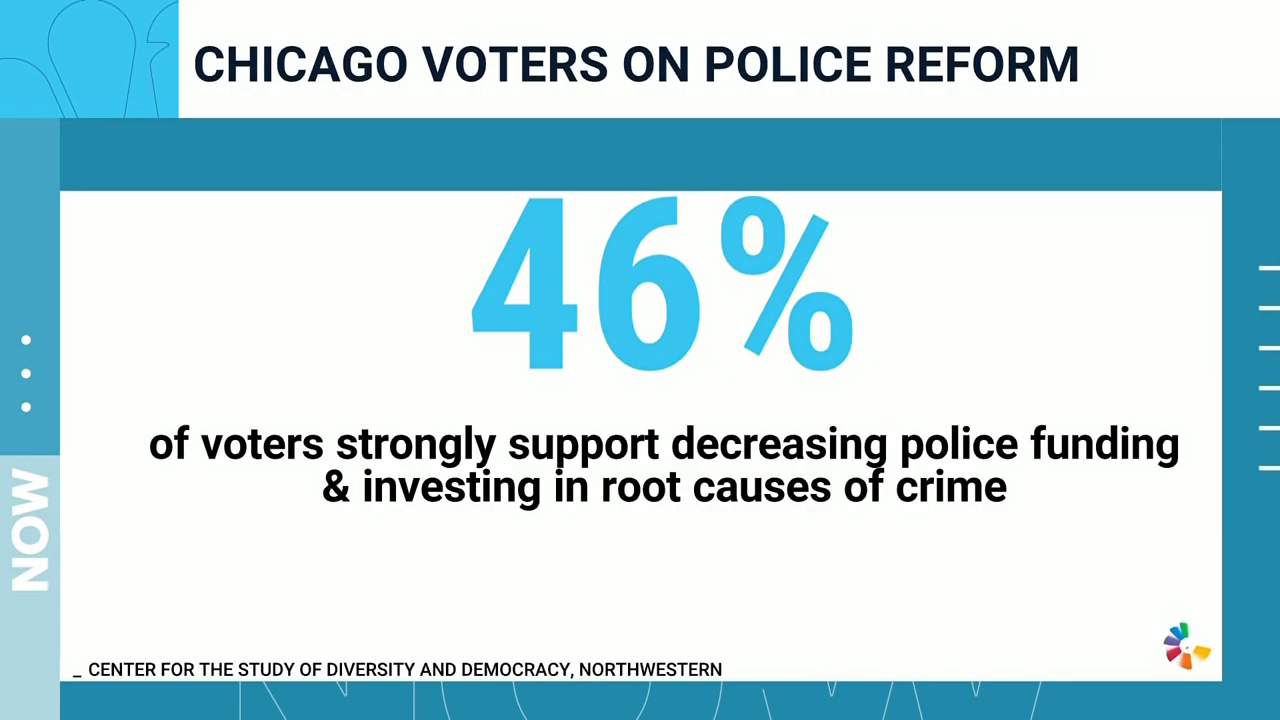 CHICAGO VOTERS ON POLICE REFORM
46%
of voters strongly support decreasing police funding
& investing in root causes of crime
NOW
_ CENTER FOR THE STUDY OF DIVERSITY AND DEMOCRACY, NORTHWESTERN
NOW